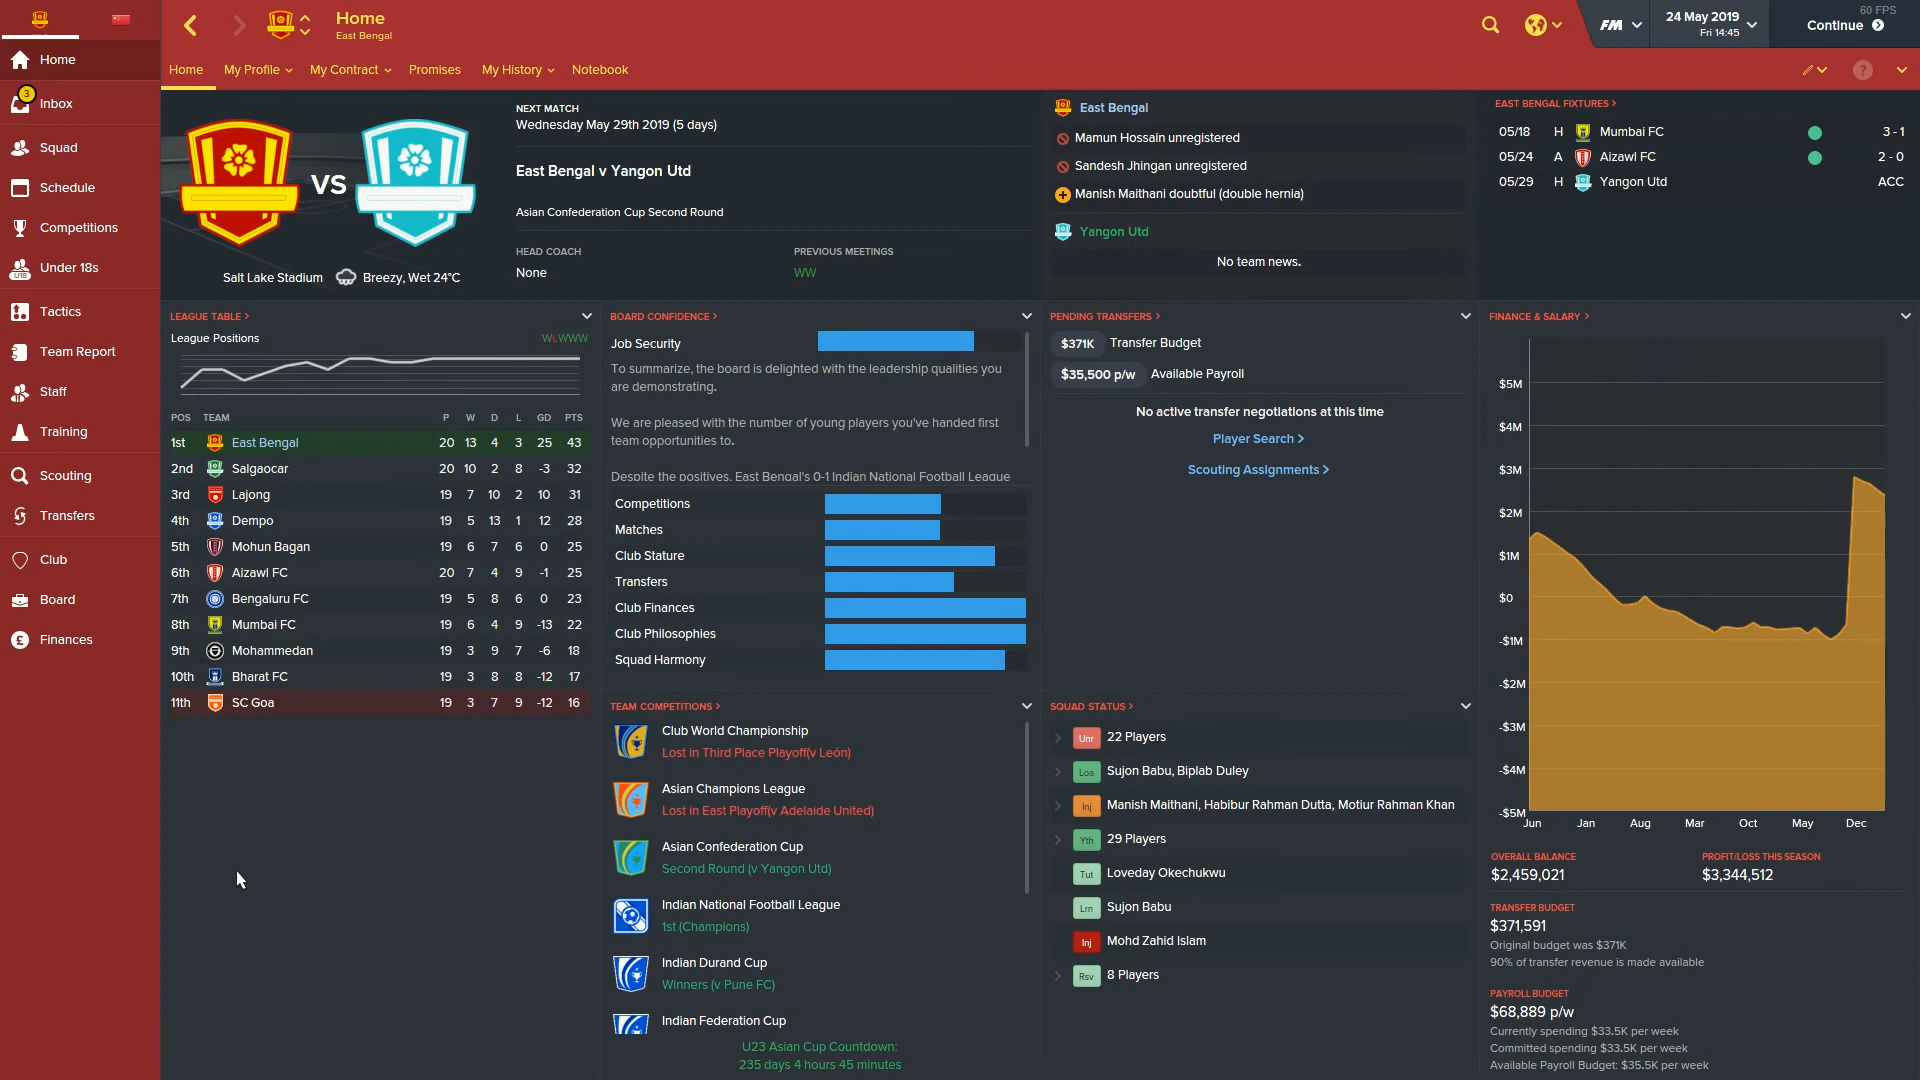 60 FPS
Home
East Bengal
FM
24 May 2019
Fri 14:45
Continue
Home
My Profile
My Contract
Promises
My History
Notebook
?
Home
3
Inbox
Squad
Schedule
Competitions
U18
Under 18s
Tactics
Team Report
Staff
Training
Scouting
Transfers
Club
Board
£
Finances
VS
Salt Lake Stadium
Breezy, Wet 24°C
NEXT MATCH
Wednesday May 29th 2019 (5 days)
East Bengal v Yangon Utd
Asian Confederation Cup Second Round
HEAD COACH
None
PREVIOUS MEETINGS
WW
East Bengal
Mamun Hossain unregistered
Sandesh Jhingan unregistered
Manish Maithani doubtful (double hernia)
Yangon Utd
No team news.
EAST BENGAL FIXTURES >
05/18 H Mumbai FC 3 - 1
05/24 A Aizawl FC 2 - 0
05/29 H Yangon Utd ACC
LEAGUE TABLE >
League Positions
WLWWW
POS TEAM P W D L GD PTS
1st East Bengal 20 13 4 3 25 43
2nd Salgaocar 20 10 2 8 -3 32
3rd Lajong 19 7 10 2 10 31
4th Dempo 19 5 13 1 12 28
5th Mohun Bagan 19 6 7 6 0 25
6th Aizawl FC 20 7 4 9 -1 25
7th Bengaluru FC 19 5 8 6 0 23
8th Mumbai FC 19 6 4 9 -13 22
9th Mohammedan 19 3 9 7 -6 18
10th Bharat FC 19 3 8 8 -12 17
11th SC Goa 19 3 7 9 -12 16
BOARD CONFIDENCE >
Job Security
To summarize, the board is delighted with the leadership qualities you
are demonstrating.
We are pleased with the number of young players you've handed first
team opportunities to.
Despite the positives, East Bengal's 0-1 Indian National Football League
Competitions
Matches
Club Stature
Transfers
Club Finances
Club Philosophies
Squad Harmony
TEAM COMPETITIONS >
Club World Championship
Lost in Third Place Playoff(v León)
Asian Champions League
Lost in East Playoff(v Adelaide United)
Asian Confederation Cup
Second Round (v Yangon Utd)
Indian National Football League
1st (Champions)
Indian Durand Cup
Winners (v Pune FC)
Indian Federation Cup
U23 Asian Cup Countdown:
235 days 4 hours 45 minutes
PENDING TRANSFERS >
$371K Transfer Budget
$35,500 p/w Available Payroll
No active transfer negotiations at this time
Player Search >
Scouting Assignments >
SQUAD STATUS >
Unr 22 Players
Loa Sujon Babu, Biplab Duley
Inj Manish Maithani, Habibur Rahman Dutta, Motiur Rahman Khan
Yth 29 Players
Tut Loveday Okechukwu
Lrn Sujon Babu
Inj Mohd Zahid Islam
Rsv 8 Players
FINANCE & SALARY >
$5M
$4M
$3M
$2M
$1M
$0
-$1M
-$2M
-$3M
-$4M
-$5M
Jun Jan Aug Mar Oct May Dec
OVERALL BALANCE
$2,459,021
PROFIT/LOSS THIS SEASON
$3,344,512
TRANSFER BUDGET
$371,591
Original budget was $371K
90% of transfer revenue is made available
PAYROLL BUDGET
$68,889 p/w
Currently spending $33.5K per week
Committed spending $33.5K per week
Available Payroll Budget: $35.5K per week